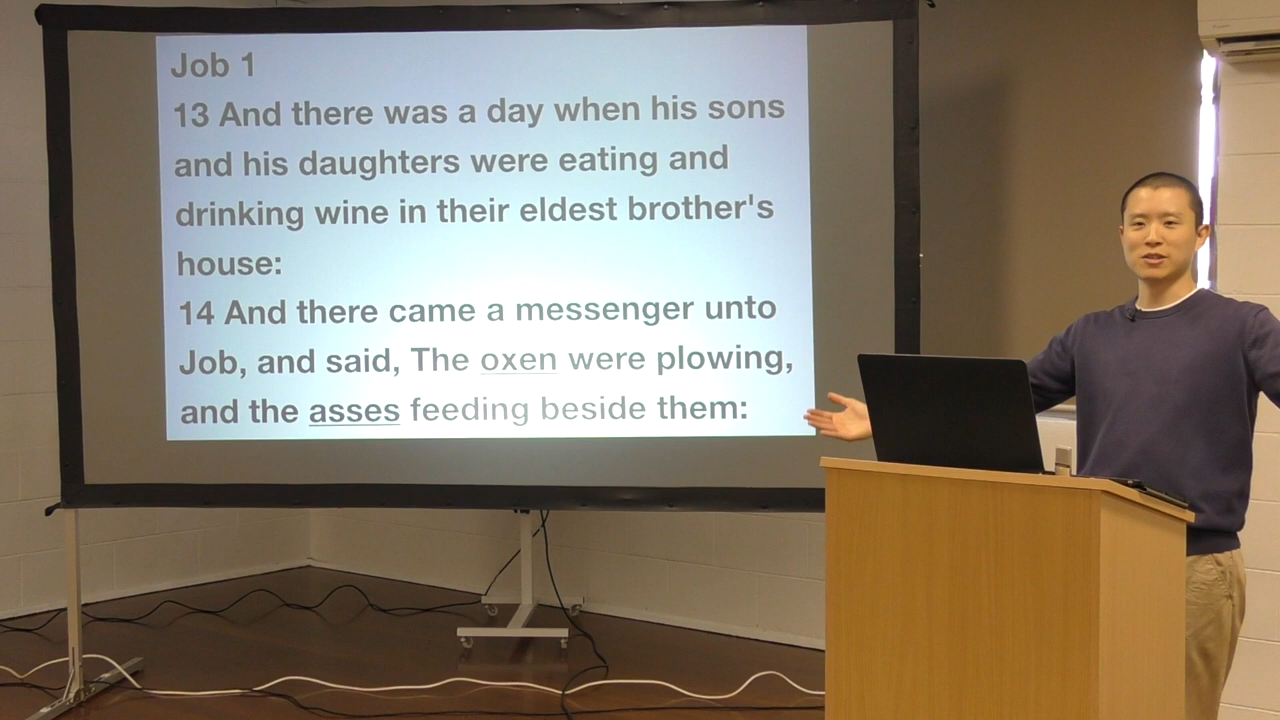 Job 1
13 And there was a day when his sons
and his daughters were eating and
drinking wine in their eldest brother's
house:
14 And there came a messenger unto
Job, and said, The oxen were plowing,
and the asses feeding beside them: